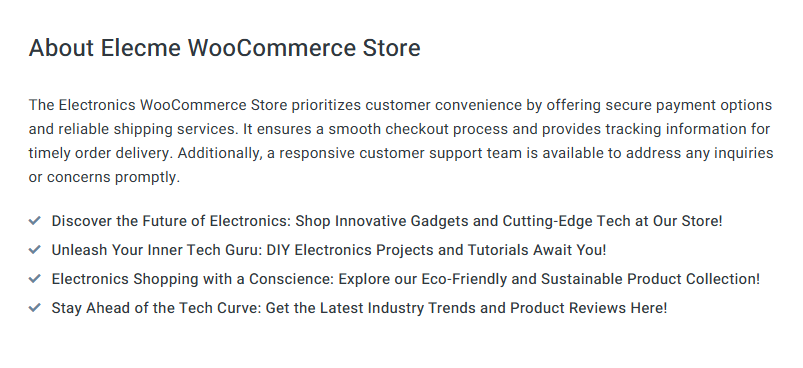 About Elecme WooCommerce Store
The Electronics WooCommerce Store prioritizes customer convenience by offering secure payment options
and reliable shipping services. It ensures a smooth checkout process and provides tracking information for
timely order delivery. Additionally, a responsive customer support team is available to address any inquiries
or concerns promptly.
Discover the Future of Electronics: Shop Innovative Gadgets and Cutting-Edge Tech at Our Store!
Unleash Your Inner Tech Guru: DIY Electronics Projects and Tutorials Await You!
Electronics Shopping with a Conscience: Explore our Eco-Friendly and Sustainable Product Collection!
Stay Ahead of the Tech Curve: Get the Latest Industry Trends and Product Reviews Here!